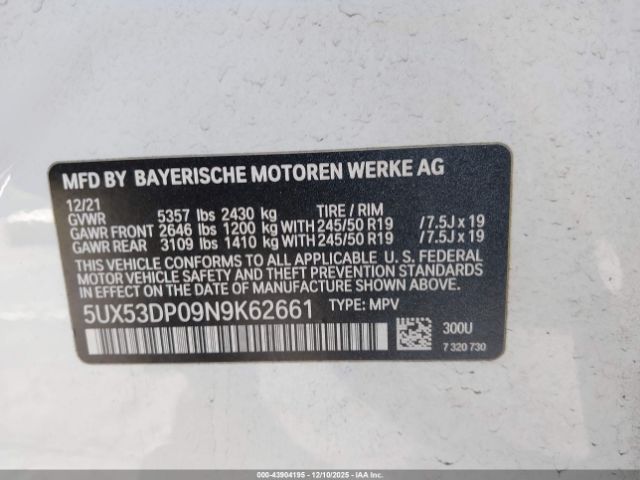 MFD BY BAYERISCHE MOTOREN WERKE AG
12/21
GVWR 5357 lbs 2430 kg TIRE / RIM
GAWR FRONT 2646 lbs 1200 kg WITH 245/50 R19 /7.5J x 19
GAWR REAR 3109 lbs 1410 kg WITH 245/50 R19 /7.5J x 19
THIS VEHICLE CONFORMS TO ALL APPLICABLE U. S. FEDERAL
MOTOR VEHICLE SAFETY AND THEFT PREVENTION STANDARDS
IN EFFECT ON THE DATE OF MANUFACTURE SHOWN ABOVE.
5UX53DP09N9K62661 TYPE: MPV
300U
7 320 730
000-43904195 - 12/10/2025 - IAAI.COM